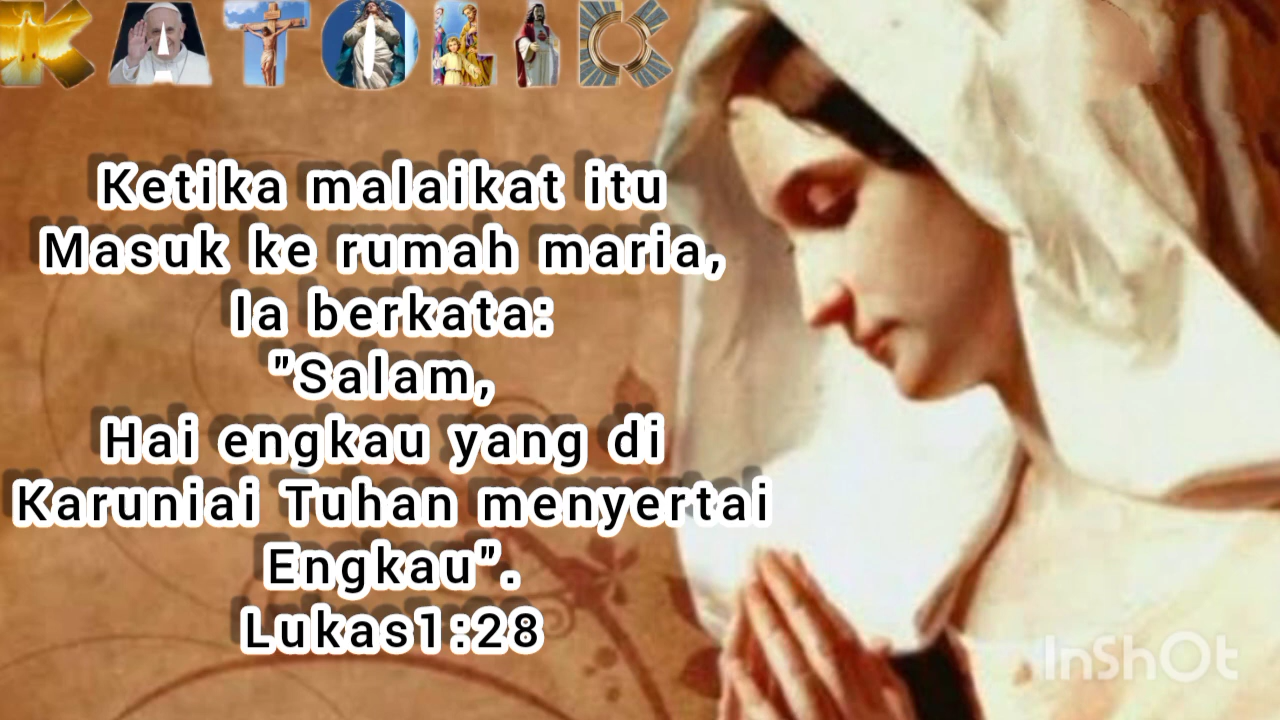 KATOLIK
Ketika malaikat itu
Masuk ke rumah maria,
Ia berkata:
"Salam,
Hai engkau yang di
Karuniai Tuhan menyertai
Engkau".
Lukas1:28
InShOt